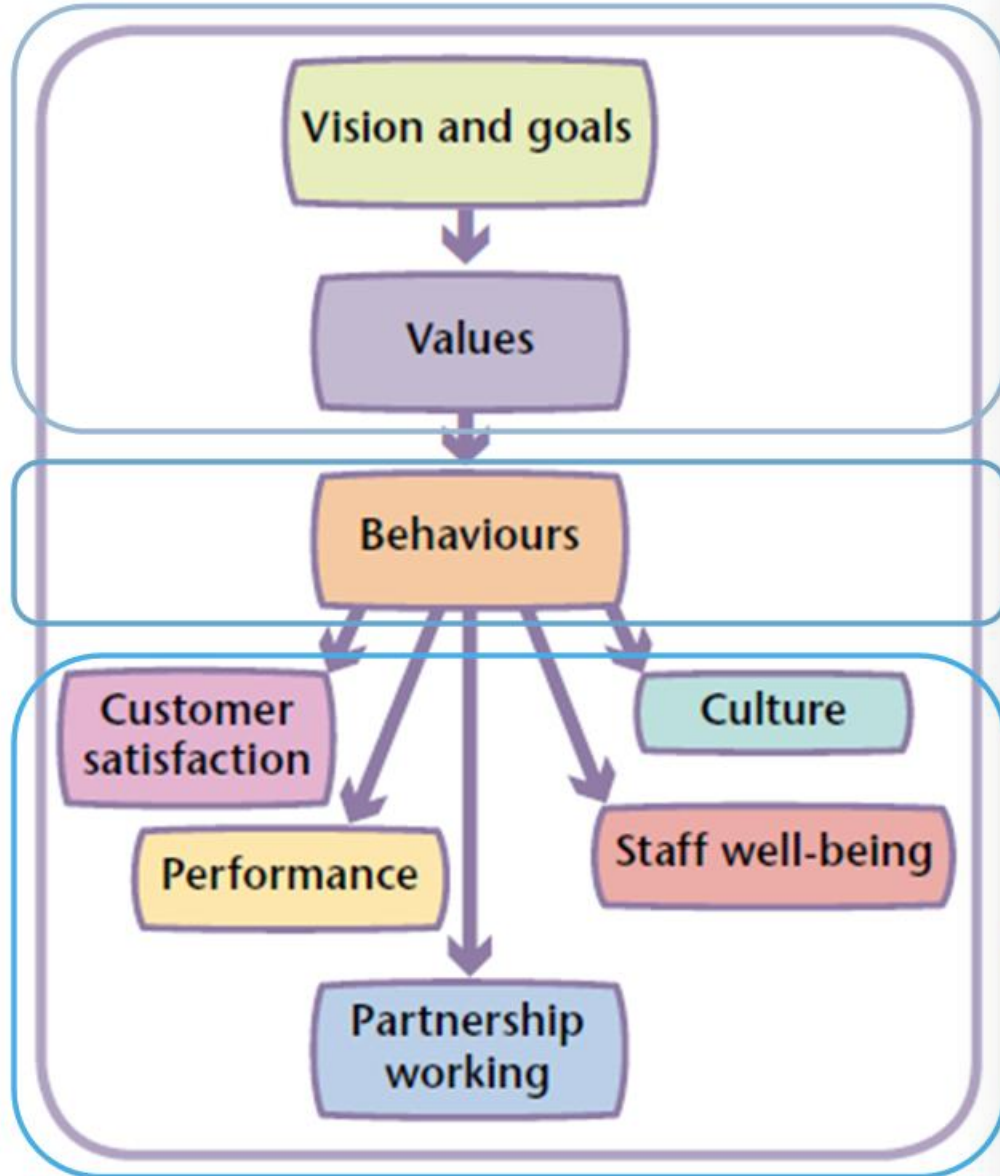 Vision and goals
Values
Behaviours
Customer
satisfaction
Culture
Performance
Staff well-being
Partnership
working